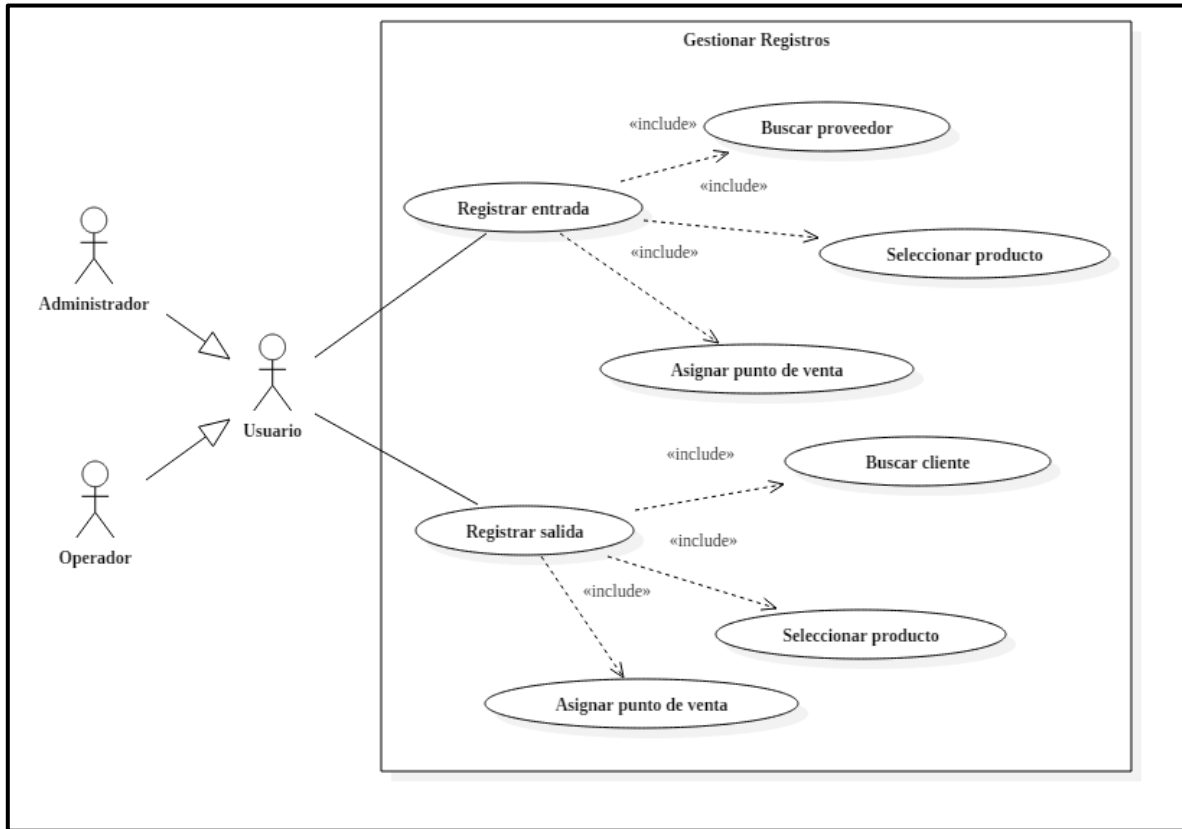 Gestionar Registros
«include»
Buscar proveedor
«include»
Registrar entrada
«include»
Seleccionar producto
Administrador
Asignar punto de venta
Usuario
«include»
Buscar cliente
Registrar salida
«include»
Operador
«include»
Seleccionar producto
Asignar punto de venta